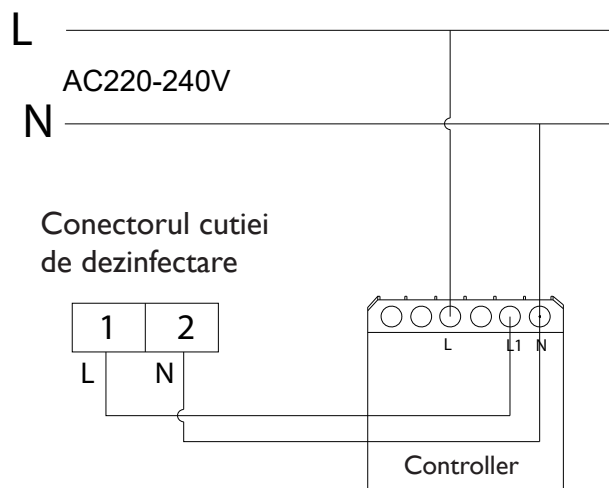 L
AC220-240V
N
Conectorul cutiei
de dezinfectare
1 2
L N
L L1 N
Controller